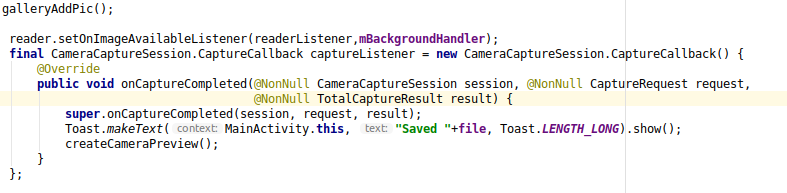 galleryAddPic();
reader.setOnImageAvailableListener(readerListener,mBackgroundHandler);
final CameraCaptureSession.CaptureCallback captureListener = new CameraCaptureSession.CaptureCallback() {
@Override
public void onCaptureCompleted(@NonNull CameraCaptureSession session, @NonNull CaptureRequest request,
@NonNull TotalCaptureResult result) {
super.onCaptureCompleted(session, request, result);
Toast.makeText( context: MainActivity.this, text: "Saved "+file, Toast.LENGTH_LONG).show();
createCameraPreview();
}
};